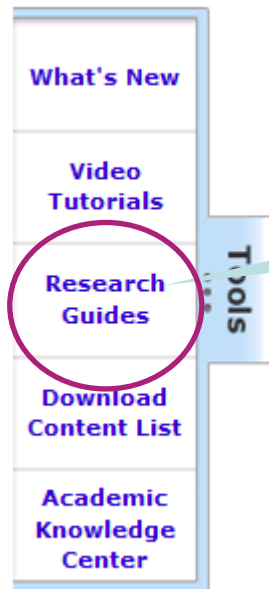 What's New
Video
Tutorials
Research
Guides
Tools
Download
Content List
Academic
Knowledge
Center